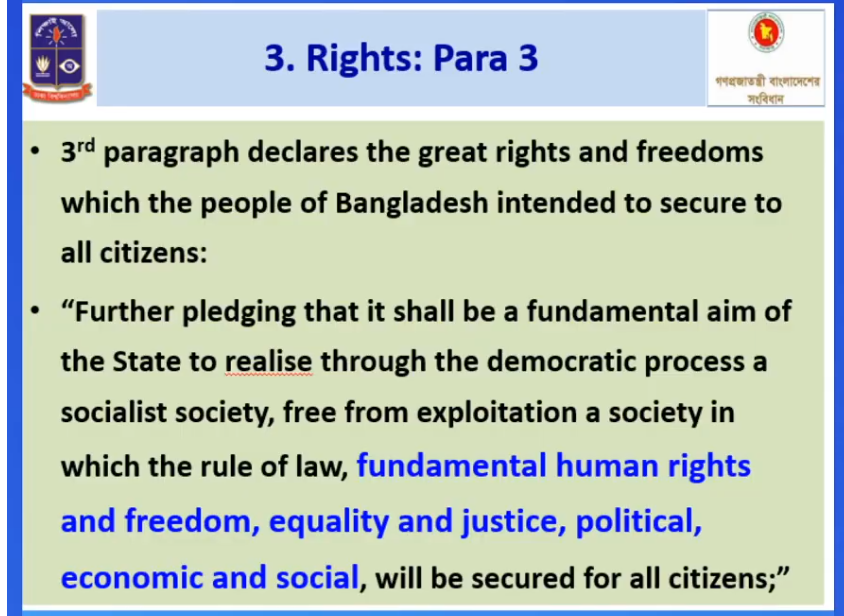 3. Rights: Para 3
গণপ্রজাতন্ত্রী বাংলাদেশের
সংবিধান
• 3rd paragraph declares the great rights and freedoms
which the people of Bangladesh intended to secure to
all citizens:
• “Further pledging that it shall be a fundamental aim of
the State to realise through the democratic process a
socialist society, free from exploitation a society in
which the rule of law, fundamental human rights
and freedom, equality and justice, political,
economic and social, will be secured for all citizens;”